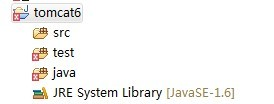 tomcat6
src
test
java
JRE System Library [JavaSE-1.6]